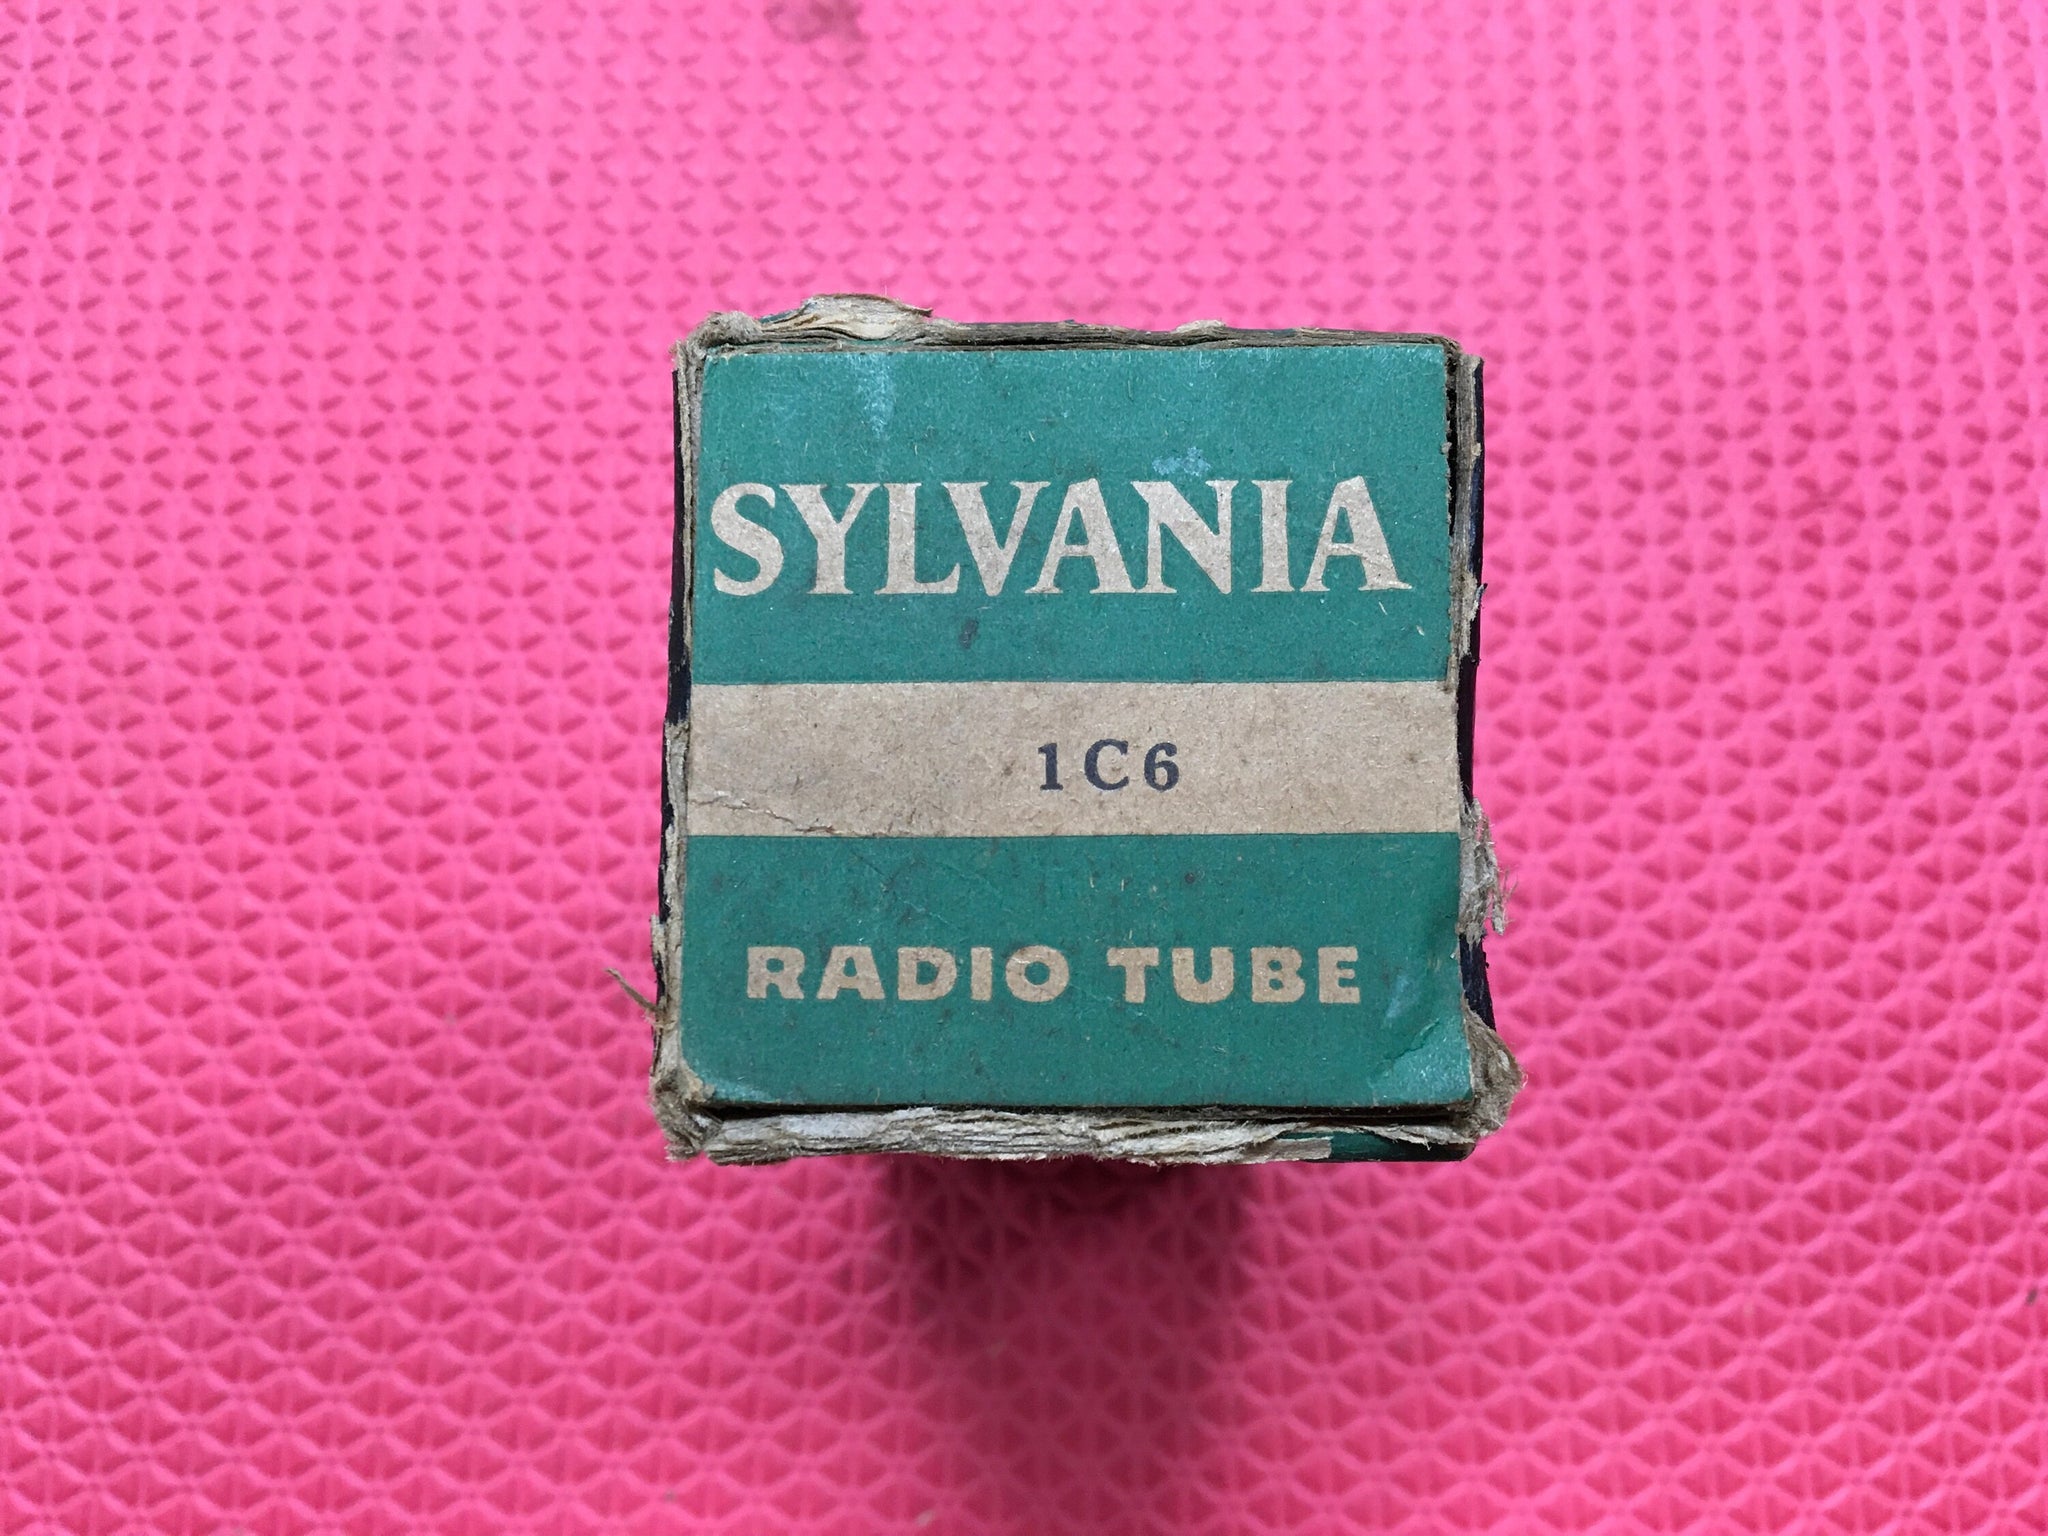 SYLVANIA
1C6
RADIO TUBE